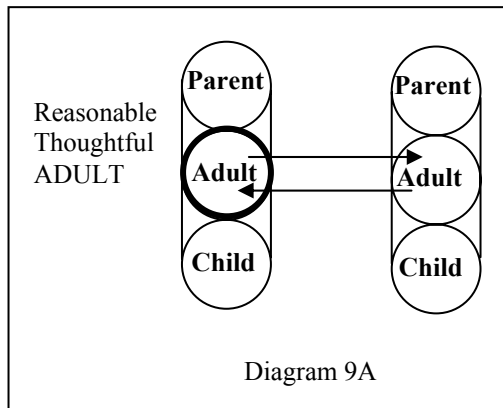 Parent
Parent
Reasonable
Thoughtful
ADULT
Adult
Adult
Child
Child
Diagram 9A